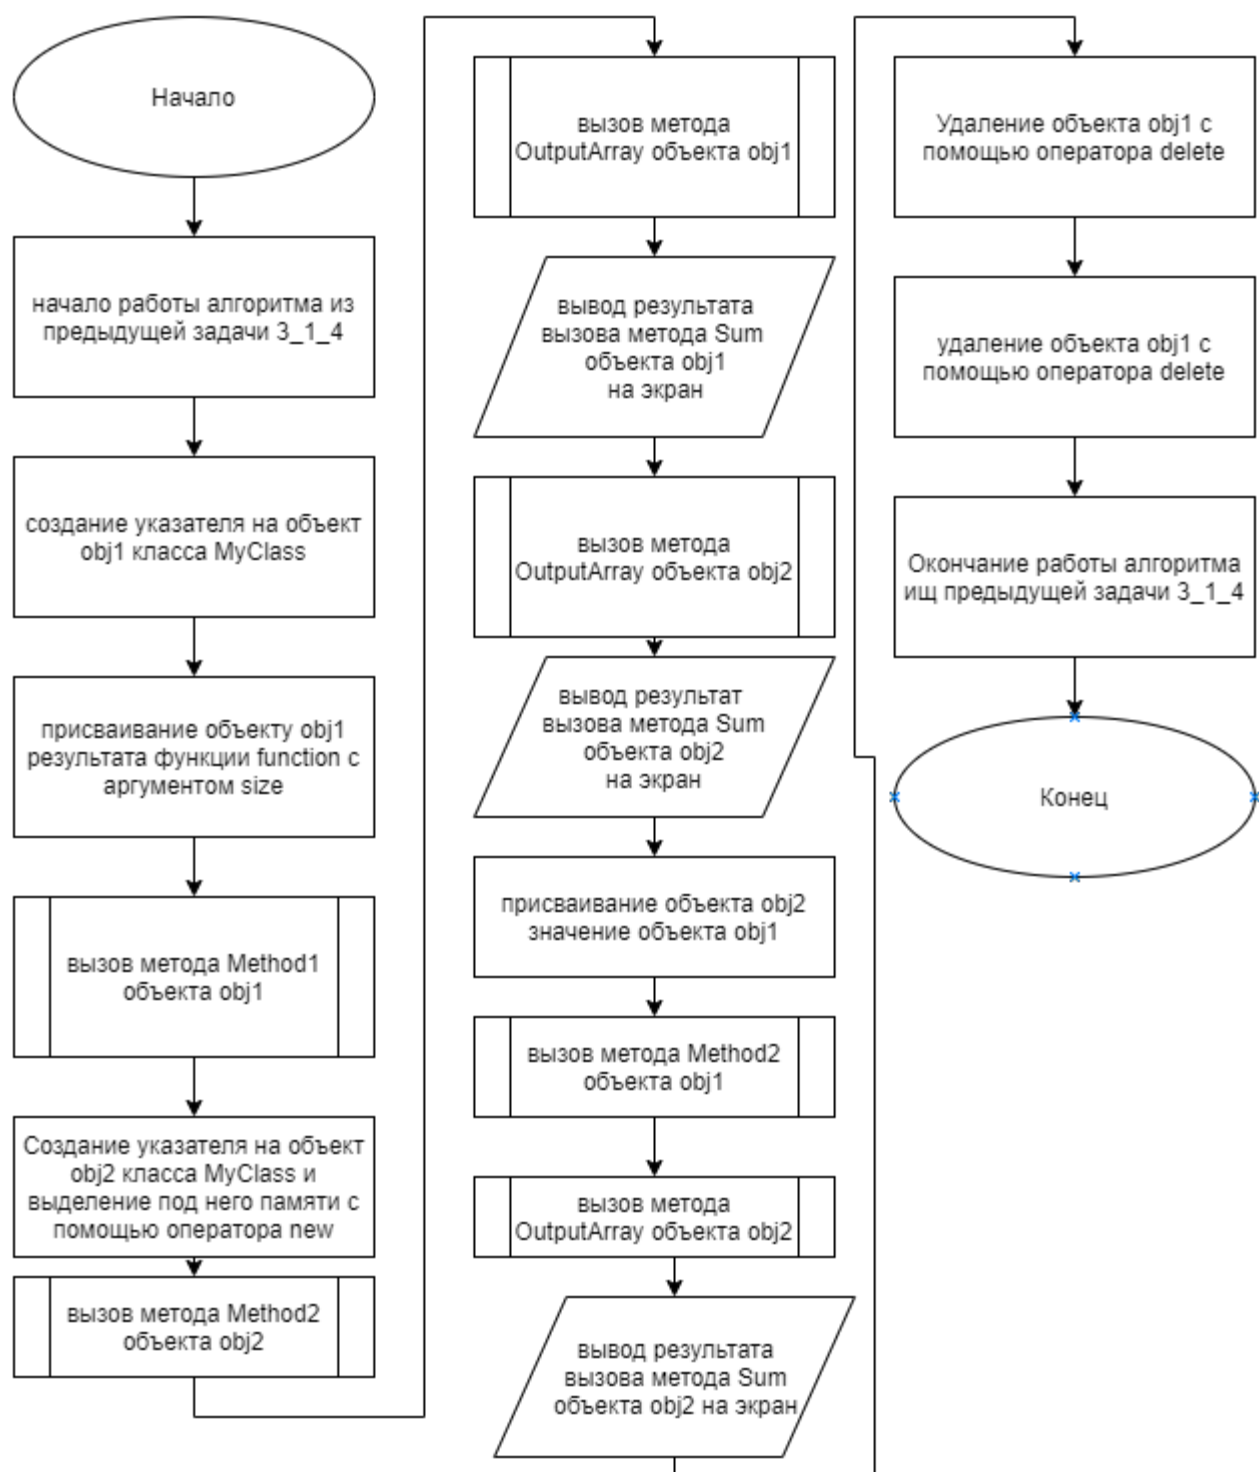 Начало
начало работы алгоритма из
предыдущей задачи 3_1_4
создание указателя на объект
obj1 класса MyClass
присваивание объекту obj1
результата функции function с
аргументом size
вызов метода Method1
объекта obj1
Создание указателя на объект
obj2 класса MyClass и
выделение под него памяти с
помощью оператора new
вызов метода Method2
объекта obj2
вызов метода
OutputArray объекта obj1
вывод результата
вызова метода Sum
объекта obj1
на экран
вызов метода
OutputArray объекта obj2
вывод результат
вызова метода Sum
объекта obj2
на экран
присваивание объекта obj2
значение объекта obj1
вызов метода Method2
объекта obj1
вызов метода
OutputArray объекта obj2
вывод результата
вызова метода Sum
объекта obj2 на экран
Удаление объекта obj1 с
помощью оператора delete
удаление объекта obj1 с
помощью оператора delete
Окончание работы алгоритма
ищ предыдущей задачи 3_1_4
Конец